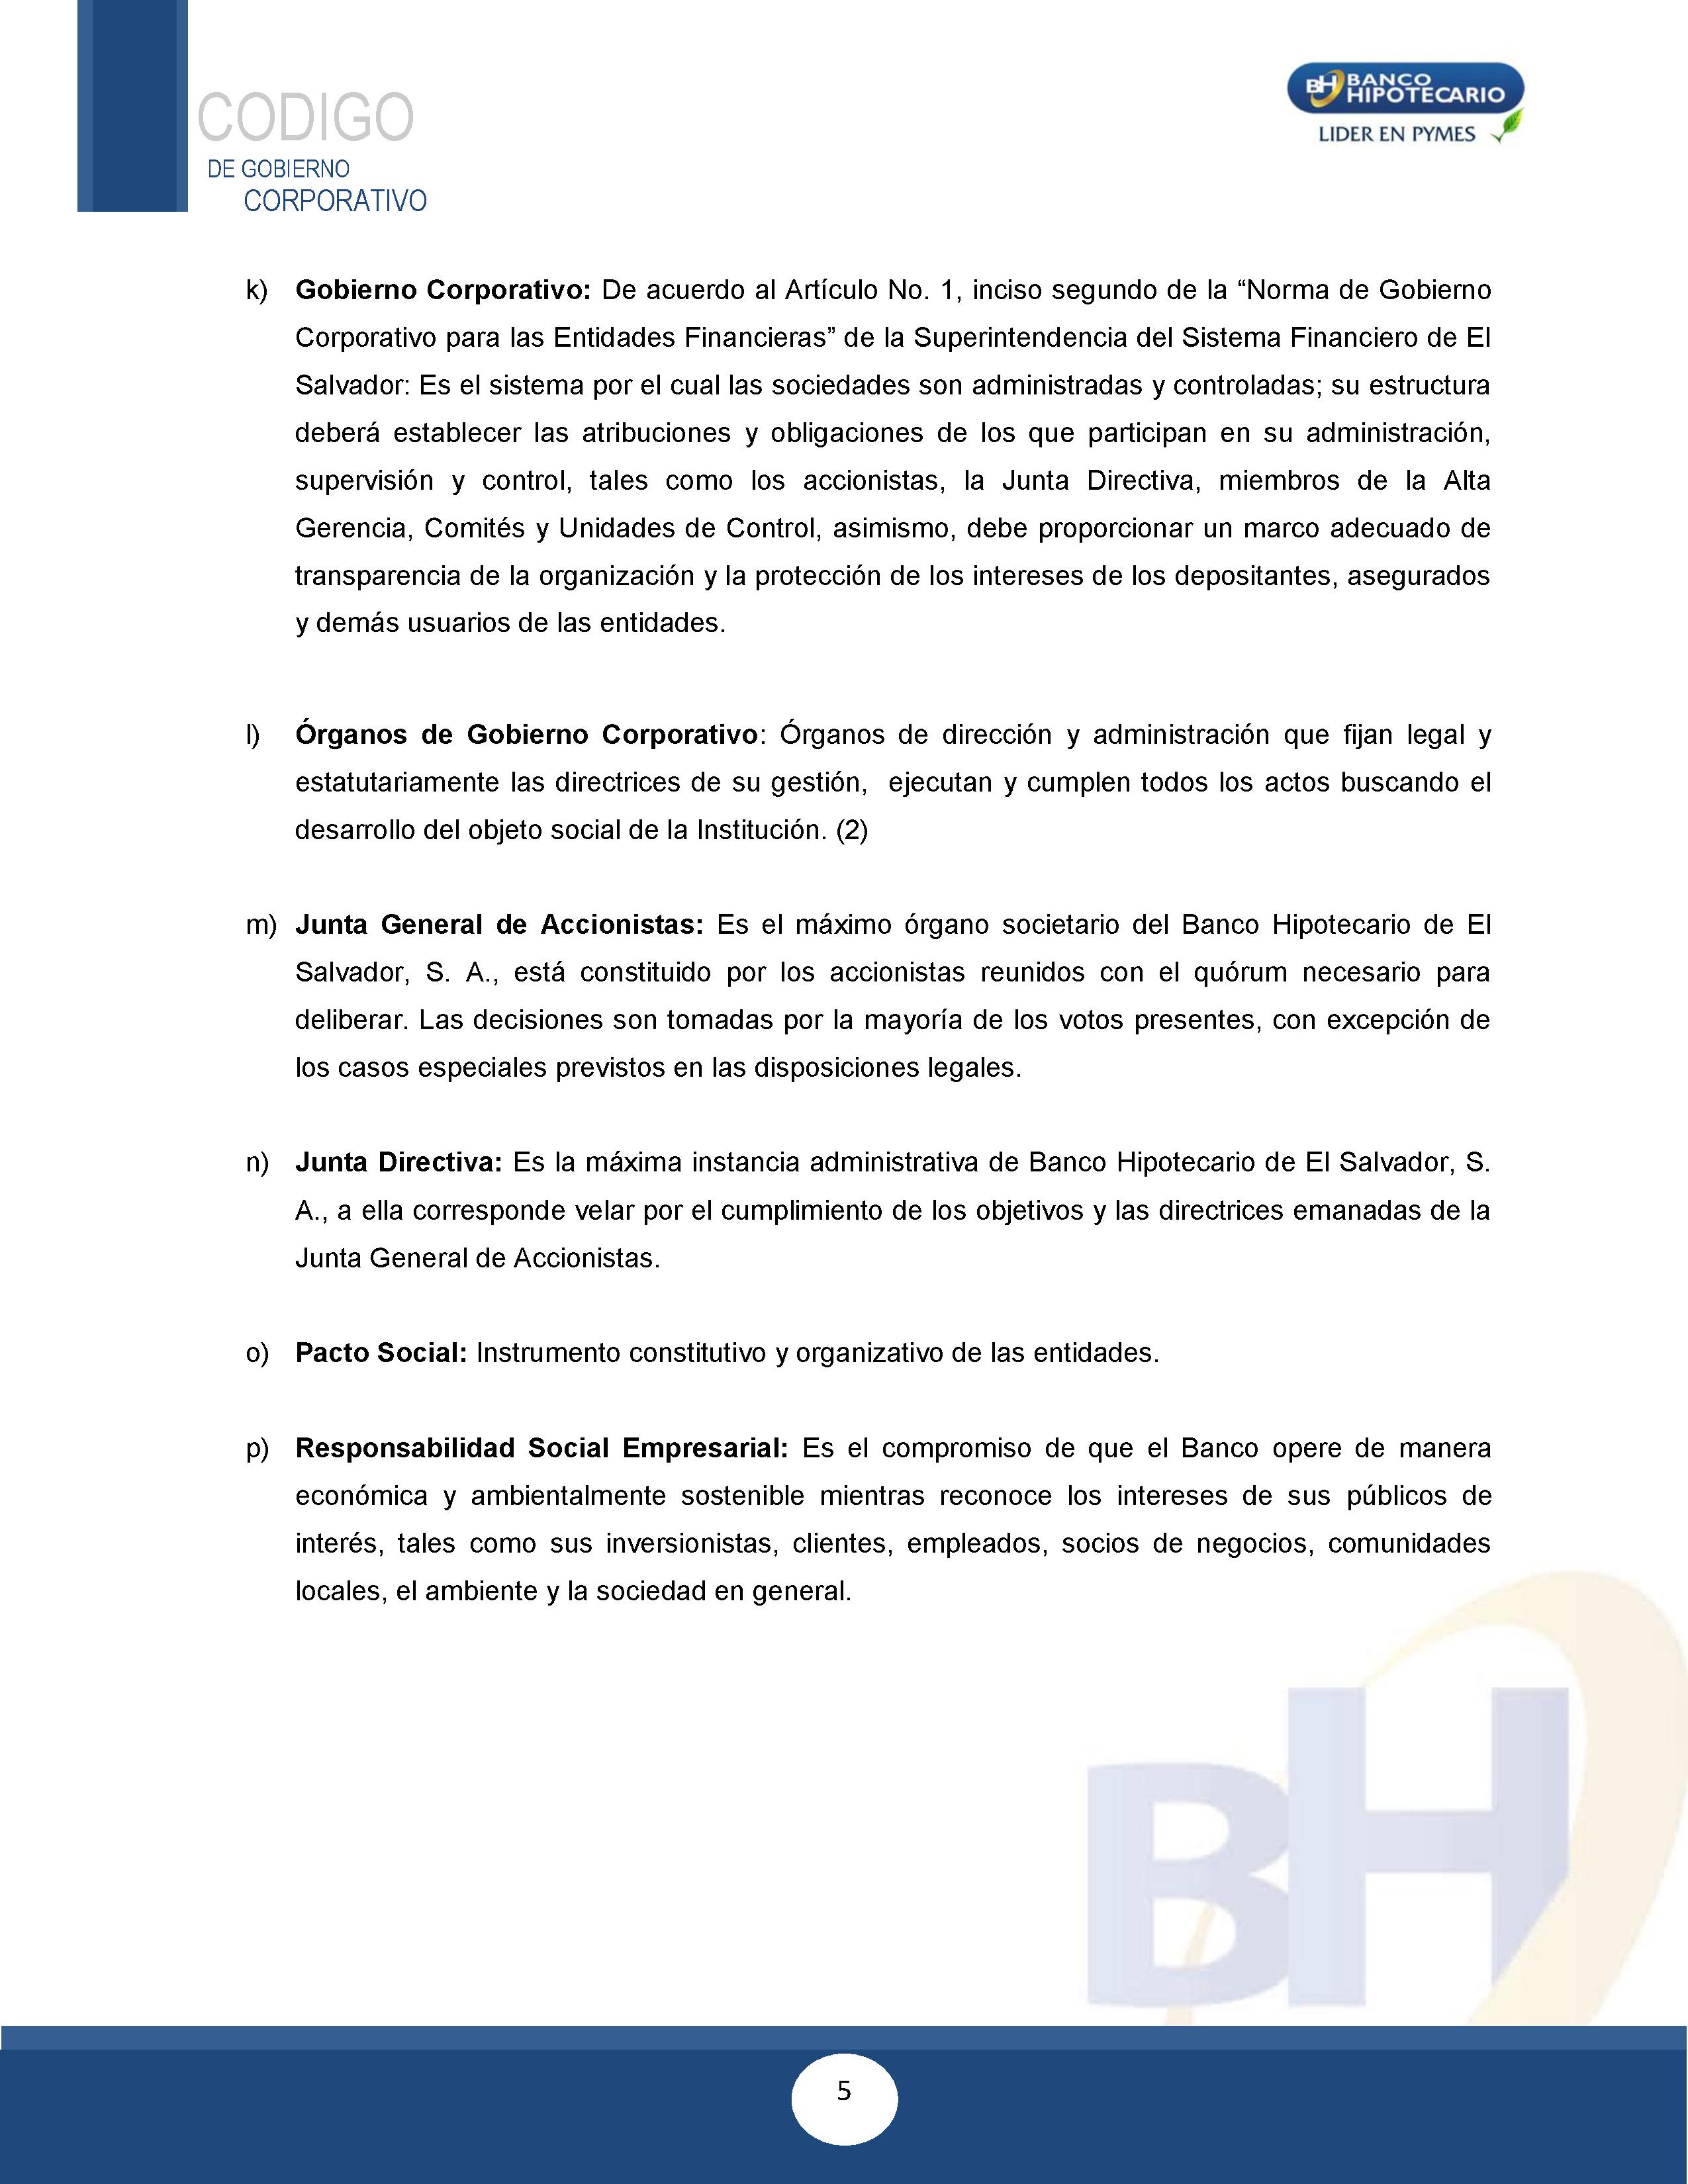 CODIGO
DE GOBIERNO
CORPORATIVO
BH BANCO
HIPOTECARIO
LIDER EN PYMES
k) Gobierno Corporativo: De acuerdo al Artículo No. 1, inciso segundo de la “Norma de Gobierno
Corporativo para las Entidades Financieras” de la Superintendencia del Sistema Financiero de El
Salvador: Es el sistema por el cual las sociedades son administradas y controladas; su estructura
deberá establecer las atribuciones y obligaciones de los que participan en su administración,
supervisión y control, tales como los accionistas, la Junta Directiva, miembros de la Alta
Gerencia, Comités y Unidades de Control, asimismo, debe proporcionar un marco adecuado de
transparencia de la organización y la protección de los intereses de los depositantes, asegurados
y demás usuarios de las entidades.
l) Órganos de Gobierno Corporativo: Órganos de dirección y administración que fijan legal y
estatutariamente las directrices de su gestión, ejecutan y cumplen todos los actos buscando el
desarrollo del objeto social de la Institución. (2)
m) Junta General de Accionistas: Es el máximo órgano societario del Banco Hipotecario de El
Salvador, S. A., está constituido por los accionistas reunidos con el quórum necesario para
deliberar. Las decisiones son tomadas por la mayoría de los votos presentes, con excepción de
los casos especiales previstos en las disposiciones legales.
n) Junta Directiva: Es la máxima instancia administrativa de Banco Hipotecario de El Salvador, S.
A., a ella corresponde velar por el cumplimiento de los objetivos y las directrices emanadas de la
Junta General de Accionistas.
o) Pacto Social: Instrumento constitutivo y organizativo de las entidades.
p) Responsabilidad Social Empresarial: Es el compromiso de que el Banco opere de manera
económica y ambientalmente sostenible mientras reconoce los intereses de sus públicos de
interés, tales como sus inversionistas, clientes, empleados, socios de negocios, comunidades
locales, el ambiente y la sociedad en general.
BH
5